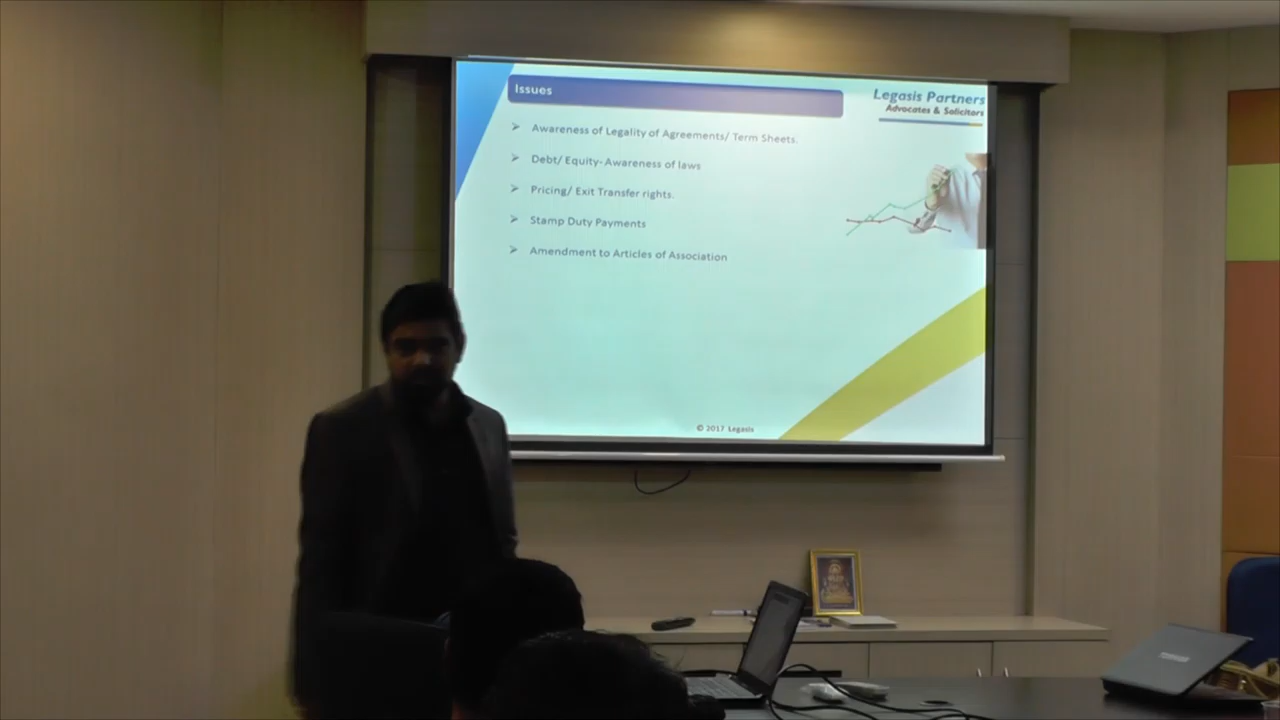 Issues
Legasis Partners
Advocates & Solicitors
Awareness of Legality of Agreements/ Term Sheets.
Debt/ Equity- Awareness of laws
Pricing/ Exit Transfer rights.
Stamp Duty Payments
Amendment to Articles of Association
© 2017 Legasis